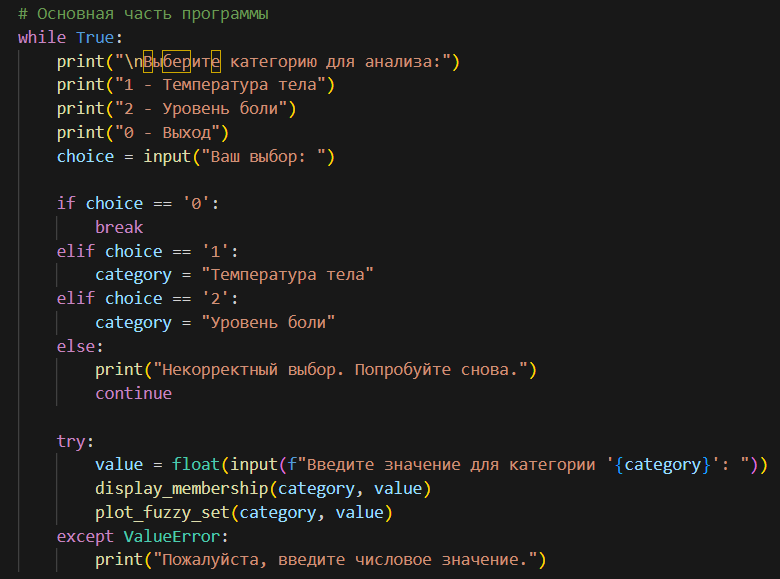 # Основная часть программы
while True:
    print("\nВыберите категорию для анализа:")
    print("1 - Температура тела")
    print("2 - Уровень боли")
    print("0 - Выход")
    choice = input("Ваш выбор: ")

    if choice == '0':
        break
    elif choice == '1':
        category = "Температура тела"
    elif choice == '2':
        category = "Уровень боли"
    else:
        print("Некорректный выбор. Попробуйте снова.")
        continue

    try:
        value = float(input(f"Введите значение для категории '{category}': "))
        display_membership(category, value)
        plot_fuzzy_set(category, value)
    except ValueError:
        print("Пожалуйста, введите числовое значение.")